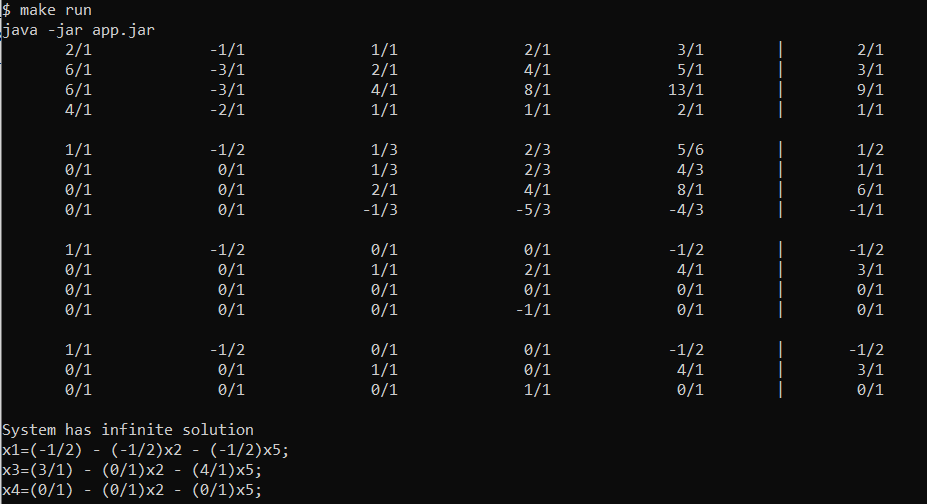 $ make run
java -jar app.jar
2/1 -1/1 1/1 2/1 3/1 | 2/1
6/1 -3/1 2/1 4/1 5/1 | 3/1
6/1 -3/1 4/1 8/1 13/1 | 9/1
4/1 -2/1 1/1 1/1 2/1 | 1/1
1/1 -1/2 1/3 2/3 5/6 | 1/2
0/1 0/1 1/3 2/3 4/3 | 1/1
0/1 0/1 2/1 4/1 8/1 | 6/1
0/1 0/1 -1/3 -5/3 -4/3 | -1/1
1/1 -1/2 0/1 0/1 -1/2 | -1/2
0/1 0/1 1/1 2/1 4/1 | 3/1
0/1 0/1 0/1 0/1 0/1 | 0/1
0/1 0/1 0/1 -1/1 0/1 | 0/1
1/1 -1/2 0/1 0/1 -1/2 | -1/2
0/1 0/1 1/1 0/1 4/1 | 3/1
0/1 0/1 0/1 1/1 0/1 | 0/1
System has infinite solution
x1=(-1/2) - (-1/2)x2 - (-1/2)x5;
x3=(3/1) - (0/1)x2 - (4/1)x5;
x4=(0/1) - (0/1)x2 - (0/1)x5;